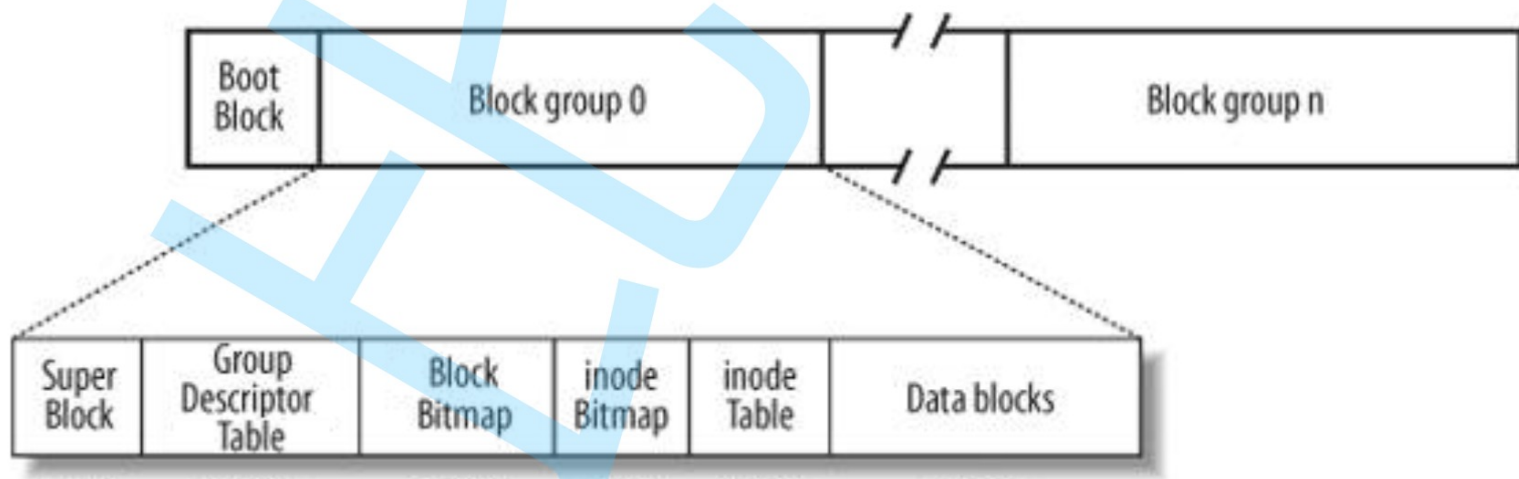 Boot
Block
Block group 0
Block group n
Super
Block
Group
Descriptor
Table
Block
Bitmap
inode
Bitmap
inode
Table
Data blocks